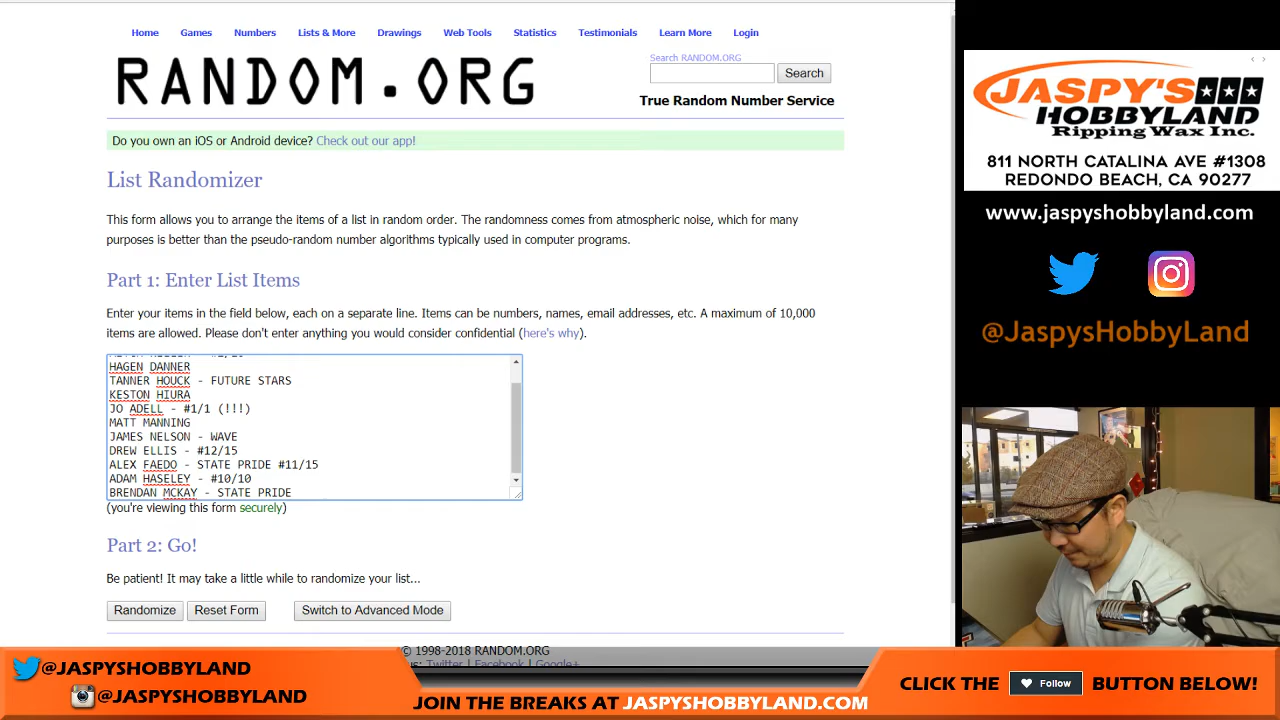 Home Games Numbers Lists & More Drawings Web Tools Statistics Testimonials Learn More Login
RANDOM.ORG
Search RANDOM.ORG
Search
True Random Number Service
Do you own an iOS or Android device? Check out our app!
List Randomizer
This form allows you to arrange the items of a list in random order. The randomness comes from atmospheric noise, which for many
purposes is better than the pseudo-random number algorithms typically used in computer programs.
Part 1: Enter List Items
Enter your items in the field below, each on a separate line. Items can be numbers, names, email addresses, etc. A maximum of 10,000
items are allowed. Please don't enter anything you would consider confidential (here's why).
HAGEN DANNER
TANNER HOUCK - FUTURE STARS
KESTON HIURA
JO ADELL - #1/1 (!!!)
MATT MANNING
JAMES NELSON - WAVE
DREW ELLIS - #12/15
ALEX FAEDO - STATE PRIDE #11/15
ADAM HASELEY - #10/10
BRENDAN MCKAY - STATE PRIDE
(you're viewing this form securely)
Part 2: Go!
Be patient! It may take a little while to randomize your list...
Randomize Reset Form Switch to Advanced Mode
© 1998-2018 RANDOM.ORG
Twitter | Facebook | Google+
JASPY'S
HOBBYLAND
Ripping Wax Inc.
811 NORTH CATALINA AVE #1308
REDONDO BEACH, CA 90277
www.jaspyshobbyland.com
@JaspysHobbyLand
@JASPYSHOBBYLAND
@JASPYSHOBBYLAND
JOIN THE BREAKS AT JASPYSHOBBYLAND.COM
CLICK THE Follow BUTTON BELOW!